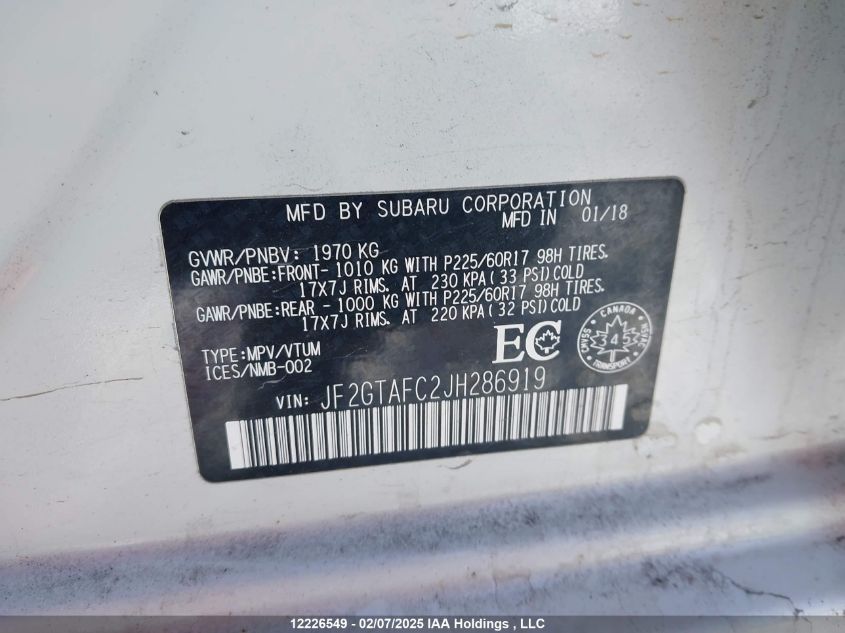 MFD BY SUBARU CORPORATION
MFD IN 01/18
GVWR/PNBV: 1970 KG
GAWR/PNBE:FRONT- 1010 KG WITH P225/60R17 98H TIRES.
17X7J RIMS. AT 230 KPA(33 PSI)COLD
GAWR/PNBE:REAR - 1000 KG WITH P225/60R17 98H TIRES.
17X7J RIMS. AT 220 KPA(32 PSI)COLD
TYPE:MPV/VTUM
ICES/NMB-002
EC
CANADA
345
TRANSPORT
VIN: JF2GTAFC2JH286919
12226549 - 02/07/2025 IAA Holdings , LLC